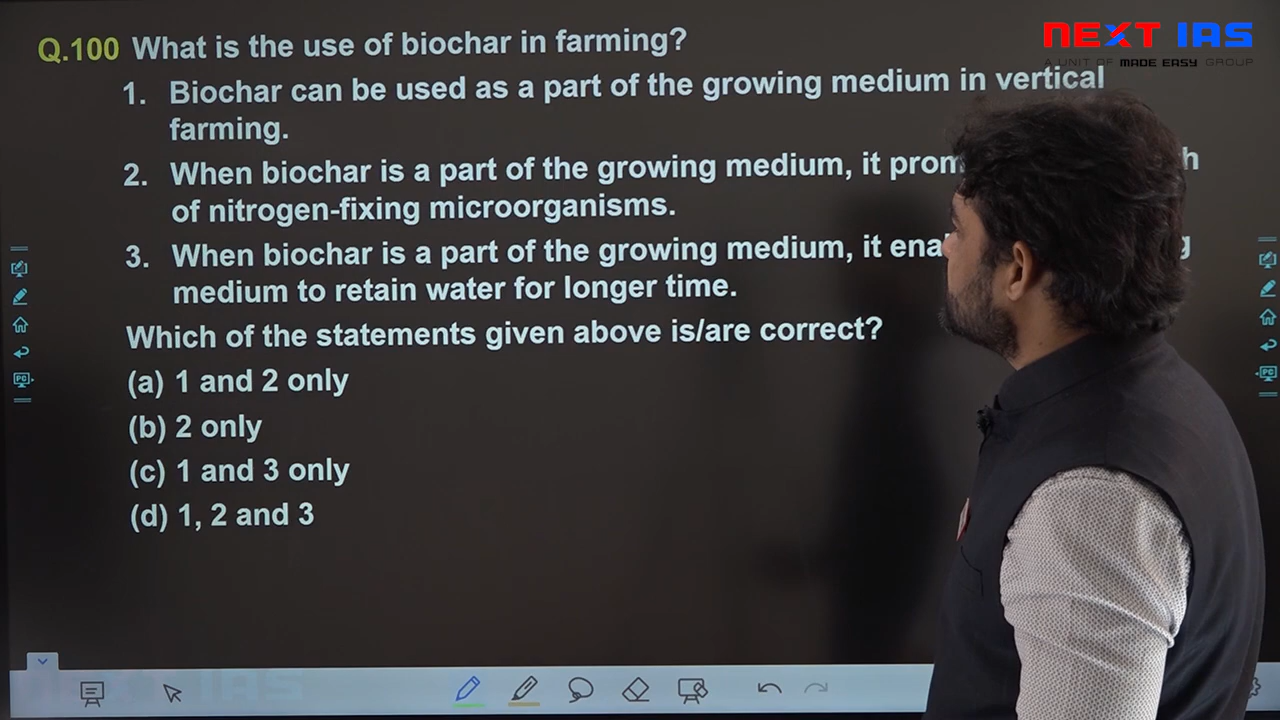 NEXT IAS
A UNIT OF MADE EASY GROUP
Q.100 What is the use of biochar in farming?
1. Biochar can be used as a part of the growing medium in vertical
farming.
2. When biochar is a part of the growing medium, it
of nitrogen-fixing microorganisms.
3. When biochar is a part of the growing medium, it
medium to retain water for longer time.
Which of the statements given above is/are correct?
(a) 1 and 2 only
(b) 2 only
(c) 1 and 3 only
(d) 1, 2 and 3
PC
PC
NEXT IAS